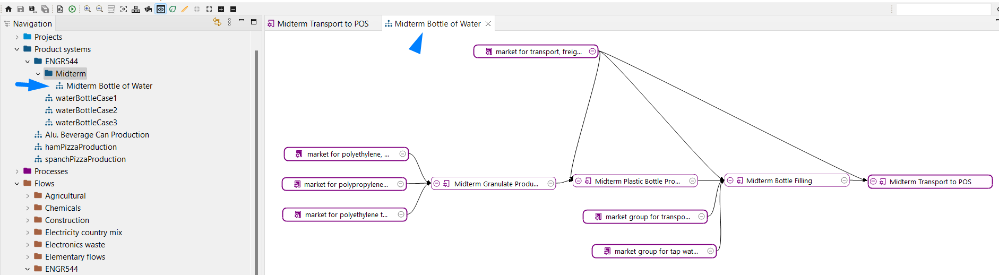 Navigation
Projects
Product systems
ENGR544
Midterm
Midterm Bottle of Water
waterBottleCase1
waterBottleCase2
waterBottleCase3
Alu. Beverage Can Production
hamPizzaProduction
spanchPizzaProduction
Processes
Flows
Agricultural
Chemicals
Construction
Electricity country mix
Electronics waste
Elementary flows
ENGR544
Midterm Transport to POS
Midterm Bottle of Water
market for transport, freig...
market for polyethylene, ...
market for polypropylene...
market for polyethylene t...
Midterm Granulate Produ...
Midterm Plastic Bottle Pro...
Midterm Bottle Filling
Midterm Transport to POS
market group for transpo...
market group for tap wat...